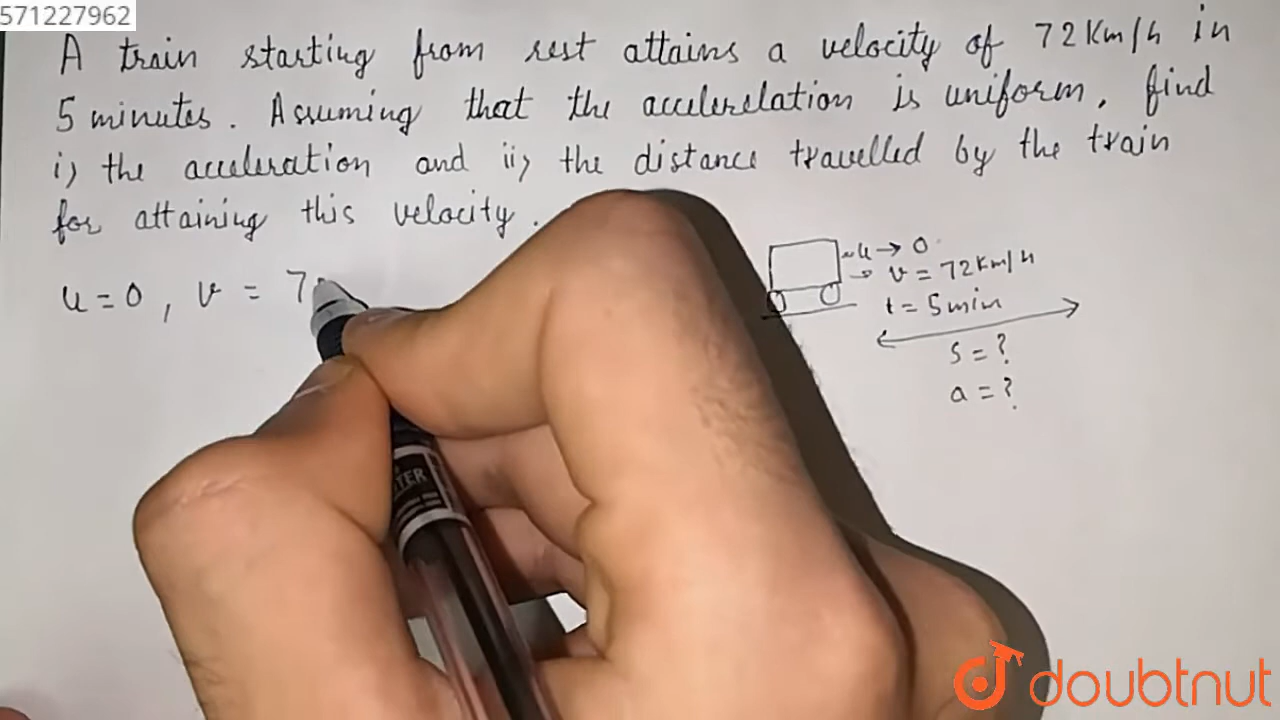 571227962
A train starting from rest attains a velocity of 72 Km/h in
5 minutes. Assuming that the accelerelation is uniform, find
i) the acceleration and ii) the distance travelled by the train
for attaining this velocity.
u = 0, v = 7
u → 0
→ v = 72 Km/h
t = 5 min
s = ?
a = ?
METER
doubtnut